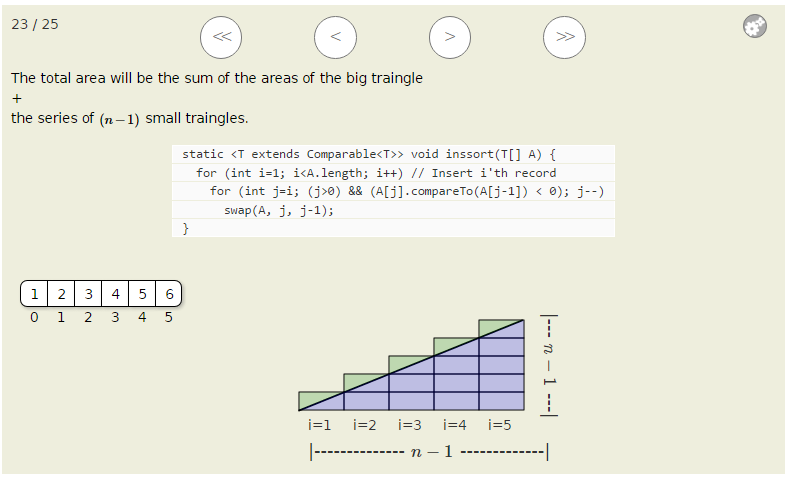 23 / 25
<< < > >>
The total area will be the sum of the areas of the big traingle
+
the series of (n−1) small traingles.
static <T extends Comparable<T>> void inssort(T[] A) {
for (int i=1; i<A.length; i++) // Insert i'th record
for (int j=i; (j>0) && (A[j].compareTo(A[j-1]) < 0); j--)
swap(A, j, j-1);
}
1 2 3 4 5 6
0 1 2 3 4 5
|--- n − 1 ---|
i=1 i=2 i=3 i=4 i=5
|--------------- n − 1 --------------|